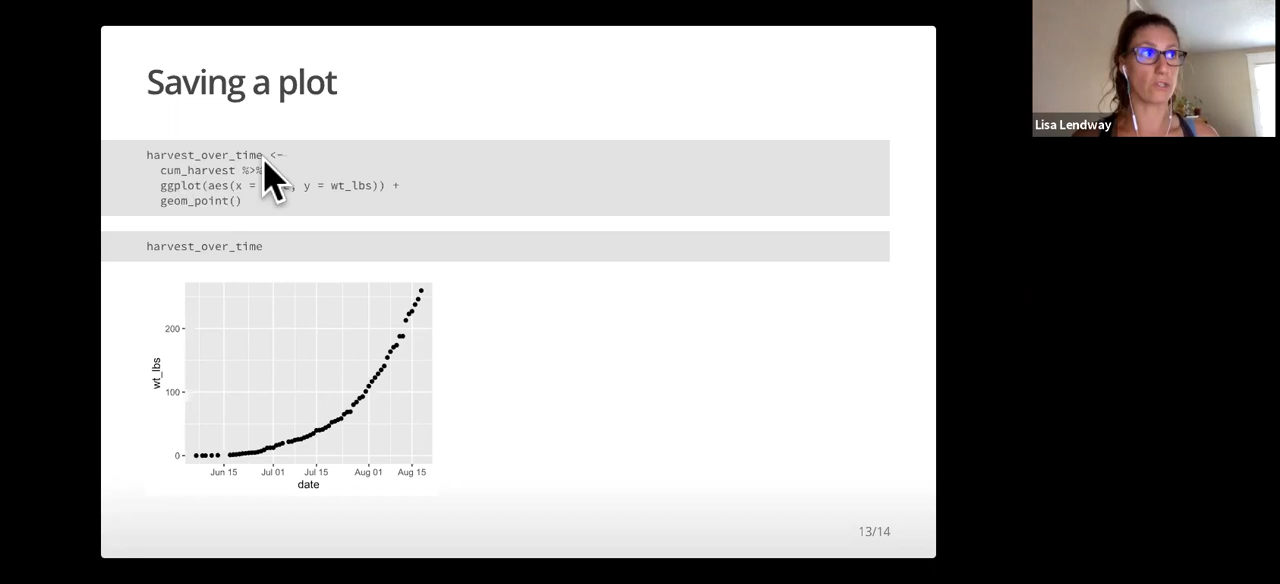 Saving a plot
harvest_over_time <-
cum_harvest %>%
ggplot(aes(x = , y = wt_lbs)) +
geom_point()
harvest_over_time
200
100
0
wt_lbs
Jun 15 Jul 01 Jul 15 Aug 01 Aug 15
date
13/14
Lisa Lendway